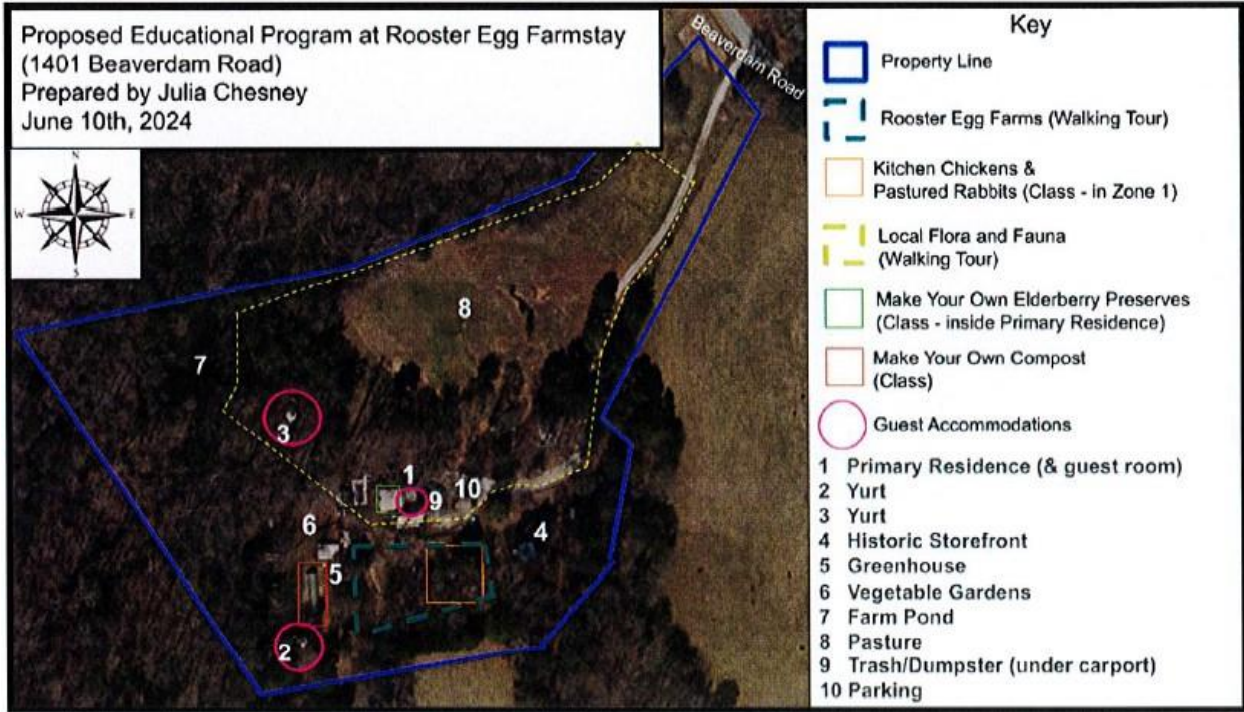 Proposed Educational Program at Rooster Egg Farmstay
(1401 Beaverdam Road)
Prepared by Julia Chesney
June 10th, 2024
N
W
E
S
Beaverdam Road
8
7
3
1
9
10
4
6
5
2
Key
Property Line
Rooster Egg Farms (Walking Tour)
Kitchen Chickens &
Pastured Rabbits (Class - in Zone 1)
Local Flora and Fauna
(Walking Tour)
Make Your Own Elderberry Preserves
(Class - inside Primary Residence)
Make Your Own Compost
(Class)
Guest Accommodations
1 Primary Residence (& guest room)
2 Yurt
3 Yurt
4 Historic Storefront
5 Greenhouse
6 Vegetable Gardens
7 Farm Pond
8 Pasture
9 Trash/Dumpster (under carport)
10 Parking